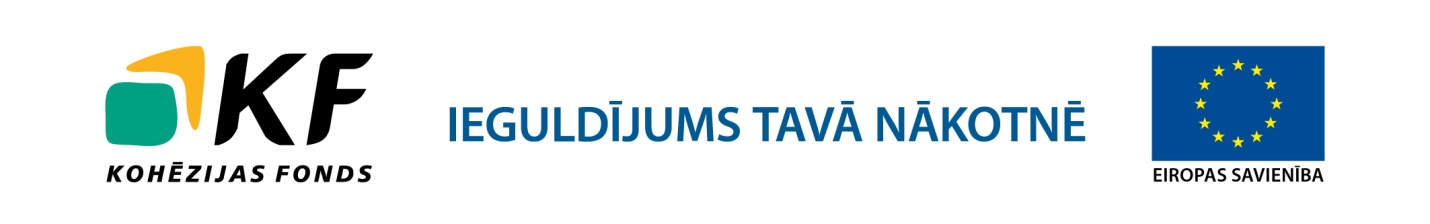 KF
KOHĒZIJAS FONDS
IEGULDĪJUMS TAVĀ NĀKOTNĒ
EIROPAS SAVIENĪBA